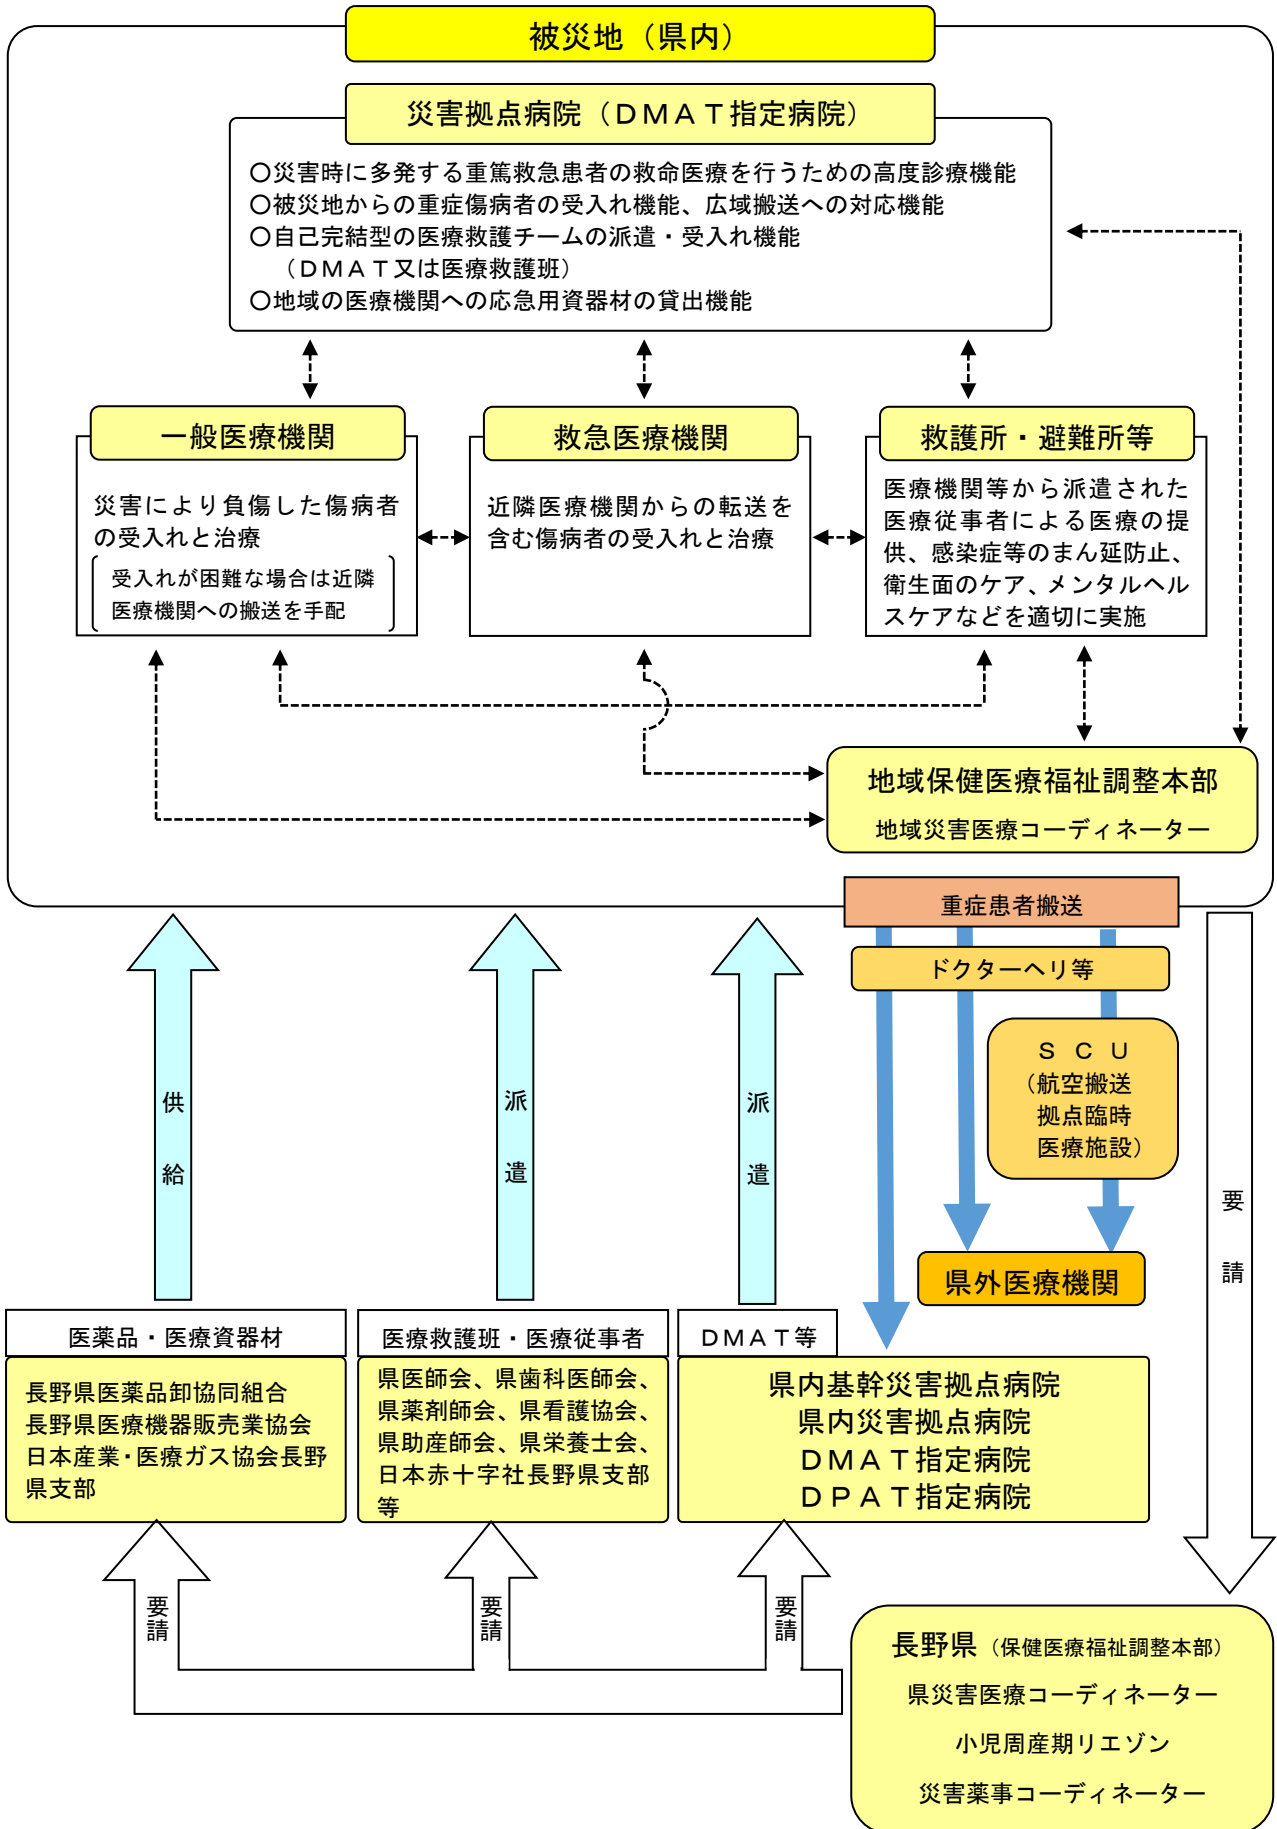 被災地（県内）
災害拠点病院（ＤＭＡＴ指定病院）
○災害時に多発する重篤救急患者の救命医療を行うための高度診療機能
○被災地からの重症傷病者の受入れ機能、広域搬送への対応機能
○自己完結型の医療救護チームの派遣・受入れ機能
（ＤＭＡＴ又は医療救護班）
○地域の医療機関への応急用資器材の貸出機能
一般医療機関
災害により負傷した傷病者
の受入れと治療
受入れが困難な場合は近隣
医療機関への搬送を手配
救急医療機関
近隣医療機関からの転送を
含む傷病者の受入れと治療
救護所・避難所等
医療機関等から派遣された
医療従事者による医療の提
供、感染症等のまん延防止、
衛生面のケア、メンタルヘル
スケアなどを適切に実施
地域保健医療福祉調整本部
地域災害医療コーディネーター
重症患者搬送
ドクターヘリ等
ＳＣＵ
（航空搬送
拠点臨時
医療施設）
供給
派遣
派遣
要請
県外医療機関
医薬品・医療資器材
長野県医薬品卸協同組合
長野県医療機器販売業協会
日本産業・医療ガス協会長野
県支部
医療救護班・医療従事者
県医師会、県歯科医師会、
県薬剤師会、県看護協会、
県助産師会、県栄養士会、
日本赤十字社長野県支部
等
ＤＭＡＴ等
県内基幹災害拠点病院
県内災害拠点病院
ＤＭＡＴ指定病院
ＤＰＡＴ指定病院
要請
要請
要請
長野県（保健医療福祉調整本部）
県災害医療コーディネーター
小児周産期リエゾン
災害薬事コーディネーター